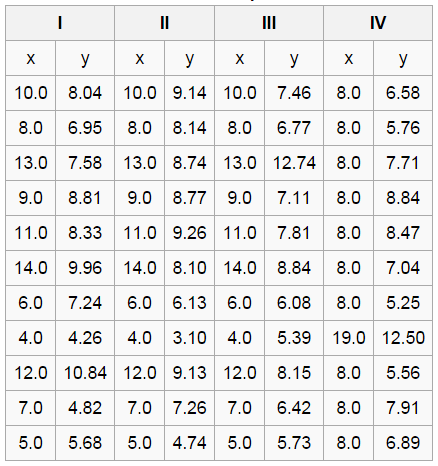 I II III IV
x y x y x y x y
10.0 8.04 10.0 9.14 10.0 7.46 8.0 6.58
8.0 6.95 8.0 8.14 8.0 6.77 8.0 5.76
13.0 7.58 13.0 8.74 13.0 12.74 8.0 7.71
9.0 8.81 9.0 8.77 9.0 7.11 8.0 8.84
11.0 8.33 11.0 9.26 11.0 7.81 8.0 8.47
14.0 9.96 14.0 8.10 14.0 8.84 8.0 7.04
6.0 7.24 6.0 6.13 6.0 6.08 8.0 5.25
4.0 4.26 4.0 3.10 4.0 5.39 19.0 12.50
12.0 10.84 12.0 9.13 12.0 8.15 8.0 5.56
7.0 4.82 7.0 7.26 7.0 6.42 8.0 7.91
5.0 5.68 5.0 4.74 5.0 5.73 8.0 6.89